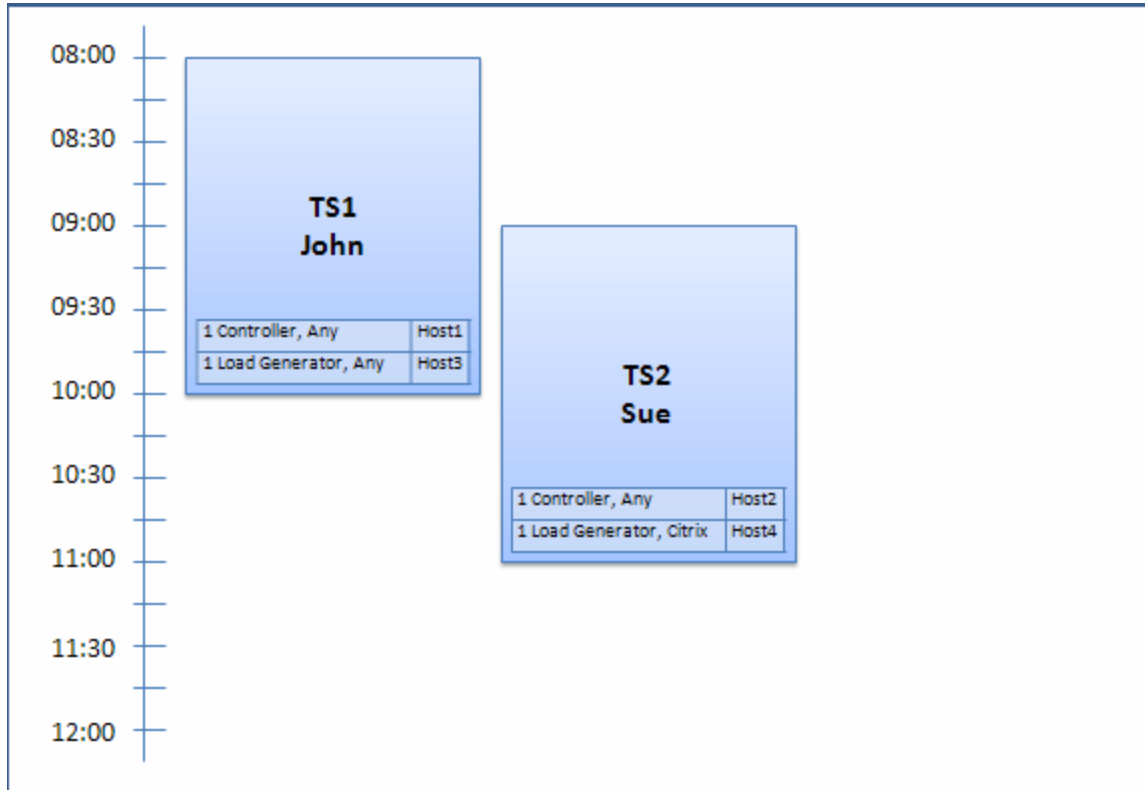 08:00
08:30
09:00
09:30
10:00
10:30
11:00
11:30
12:00
TS1
John
1 Controller, Any Host1
1 Load Generator, Any Host3
TS2
Sue
1 Controller, Any Host2
1 Load Generator, Citrix Host4